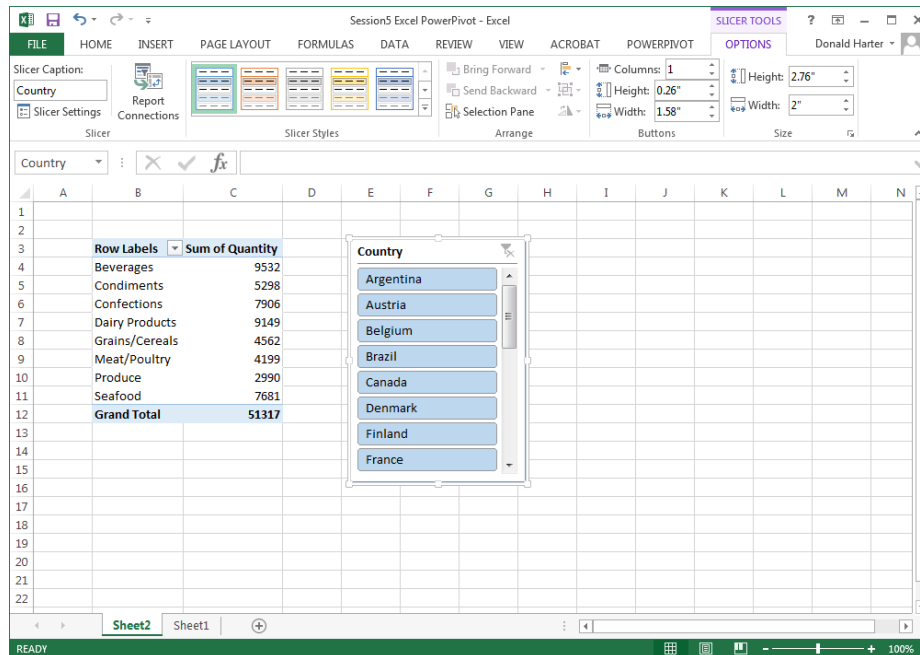 Session5 Excel PowerPivot - Excel
SLICER TOOLS
?
FILE HOME INSERT PAGE LAYOUT FORMULAS DATA REVIEW VIEW ACROBAT POWERPIVOT OPTIONS Donald Harter
Slicer Caption:
Country
Slicer Settings
Report
Connections
Slicer
Slicer Styles
Bring Forward
Send Backward
Selection Pane
Arrange
Columns: 1
Height: 0.26"
Width: 1.58"
Buttons
Height: 2.76"
Width: 2"
Size
Country fx
A B C D E F G H I J K L M N
1
2
3 Row Labels Sum of Quantity
4 Beverages 9532
5 Condiments 5298
6 Confections 7906
7 Dairy Products 9149
8 Grains/Cereals 4562
9 Meat/Poultry 4199
10 Produce 2990
11 Seafood 7681
12 Grand Total 51317
13
14
15
16
17
18
19
20
21
22
Country
Argentina
Austria
Belgium
Brazil
Canada
Denmark
Finland
France
Sheet2 Sheet1
READY 100%